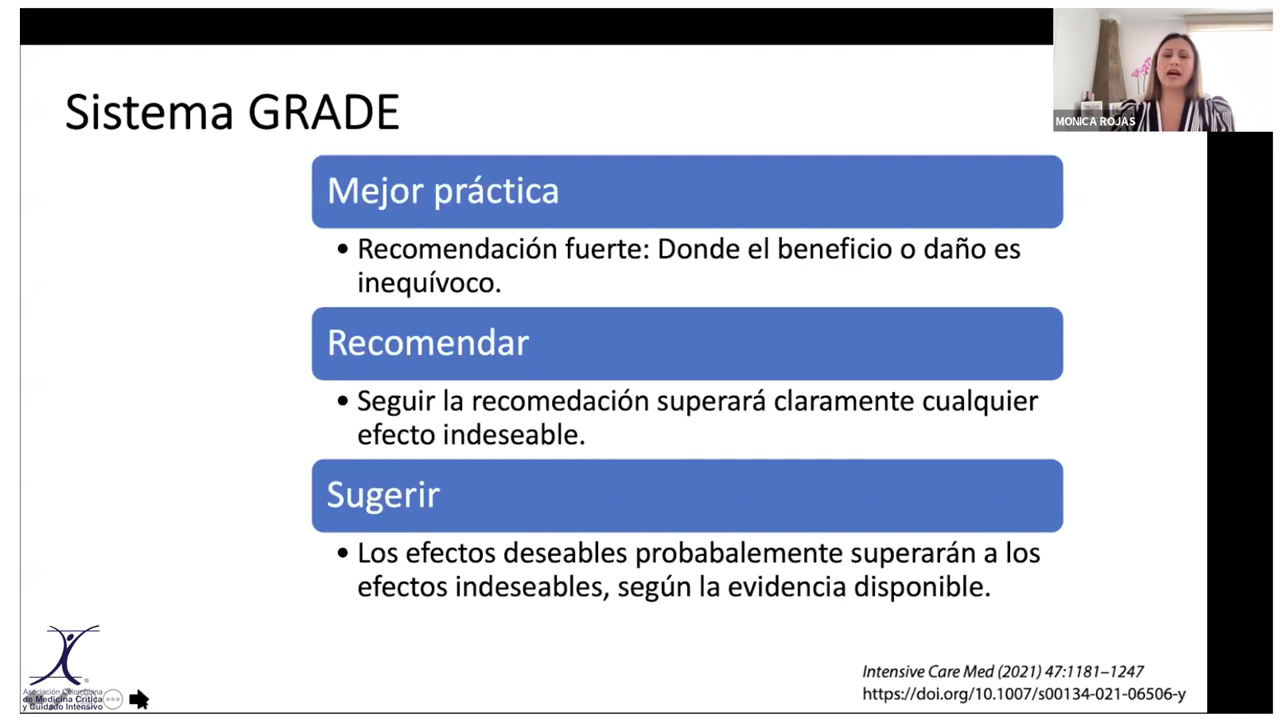 Sistema GRADE
MONICA ROJAS
Mejor práctica
• Recomendación fuerte: Donde el beneficio o daño es
inequívoco.
Recomendar
• Seguir la recomedación superará claramente cualquier
efecto indeseable.
Sugerir
• Los efectos deseables probabalemente superarán a los
efectos indeseables, según la evidencia disponible.
Asociación Colombiana
de Medicina Crítica
y Cuidado Intensivo
Intensive Care Med (2021) 47:1181–1247
https://doi.org/10.1007/s00134-021-06506-y